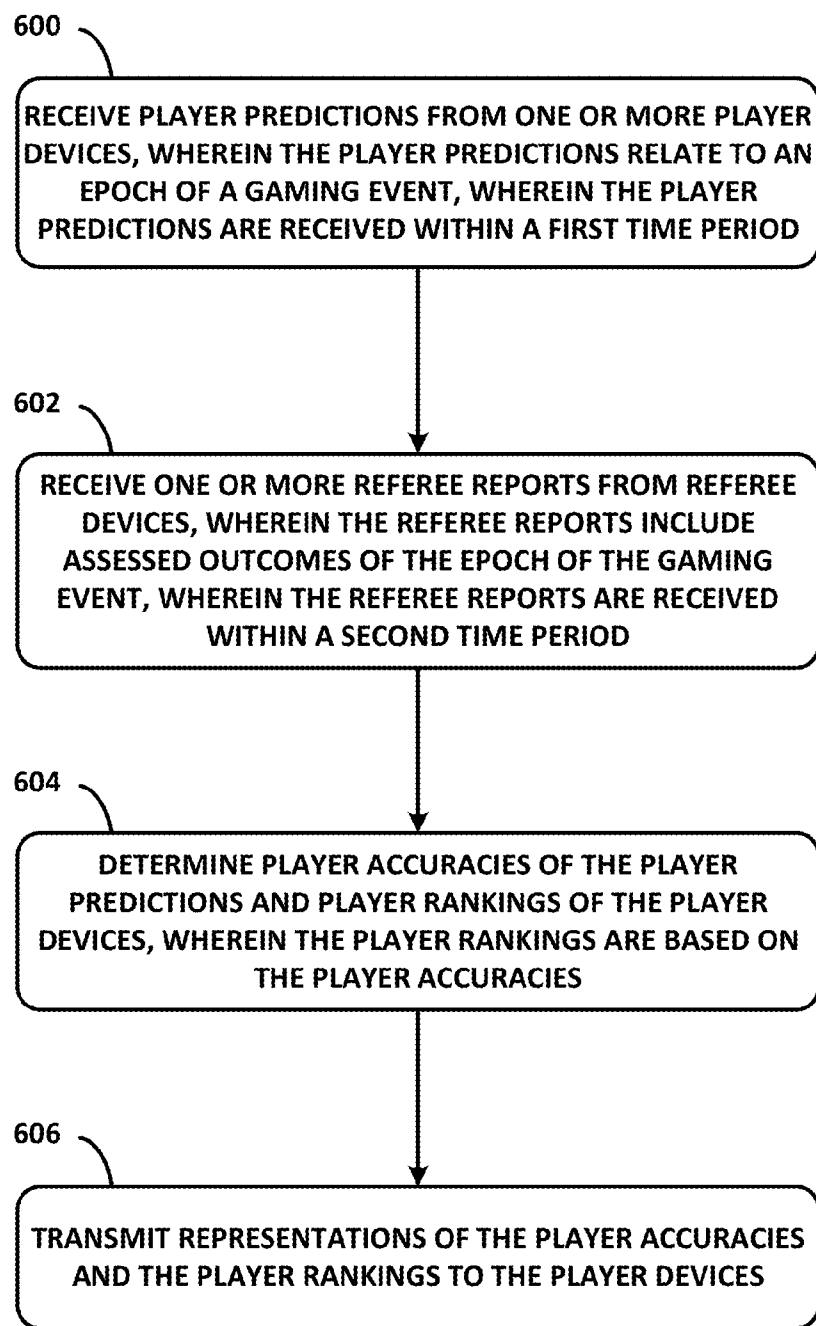 600
RECEIVE PLAYER PREDICTIONS FROM ONE OR MORE PLAYER
DEVICES, WHEREIN THE PLAYER PREDICTIONS RELATE TO AN
EPOCH OF A GAMING EVENT, WHEREIN THE PLAYER
PREDICTIONS ARE RECEIVED WITHIN A FIRST TIME PERIOD
602
RECEIVE ONE OR MORE REFEREE REPORTS FROM REFEREE
DEVICES, WHEREIN THE REFEREE REPORTS INCLUDE
ASSESSED OUTCOMES OF THE EPOCH OF THE GAMING
EVENT, WHEREIN THE REFEREE REPORTS ARE RECEIVED
WITHIN A SECOND TIME PERIOD
604
DETERMINE PLAYER ACCURACIES OF THE PLAYER
PREDICTIONS AND PLAYER RANKINGS OF THE PLAYER
DEVICES, WHEREIN THE PLAYER RANKINGS ARE BASED ON
THE PLAYER ACCURACIES
606
TRANSMIT REPRESENTATIONS OF THE PLAYER ACCURACIES
AND THE PLAYER RANKINGS TO THE PLAYER DEVICES